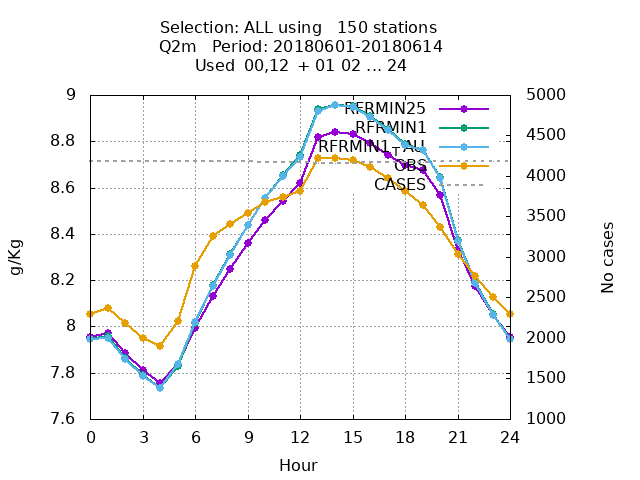 Selection: ALL using   150 stations
Q2m   Period: 20180601-20180614
Used  00,12  + 01 02 ... 24
9
8.8
8.6
8.4
8.2
8
7.8
7.6
g/Kg
5000
4500
4000
3500
3000
2500
2000
1500
1000
No cases
RFRMIN25
RFRMIN1
RFRMIN1_AU
OBS
CASES
0 3 6 9 12 15 18 21 24
Hour